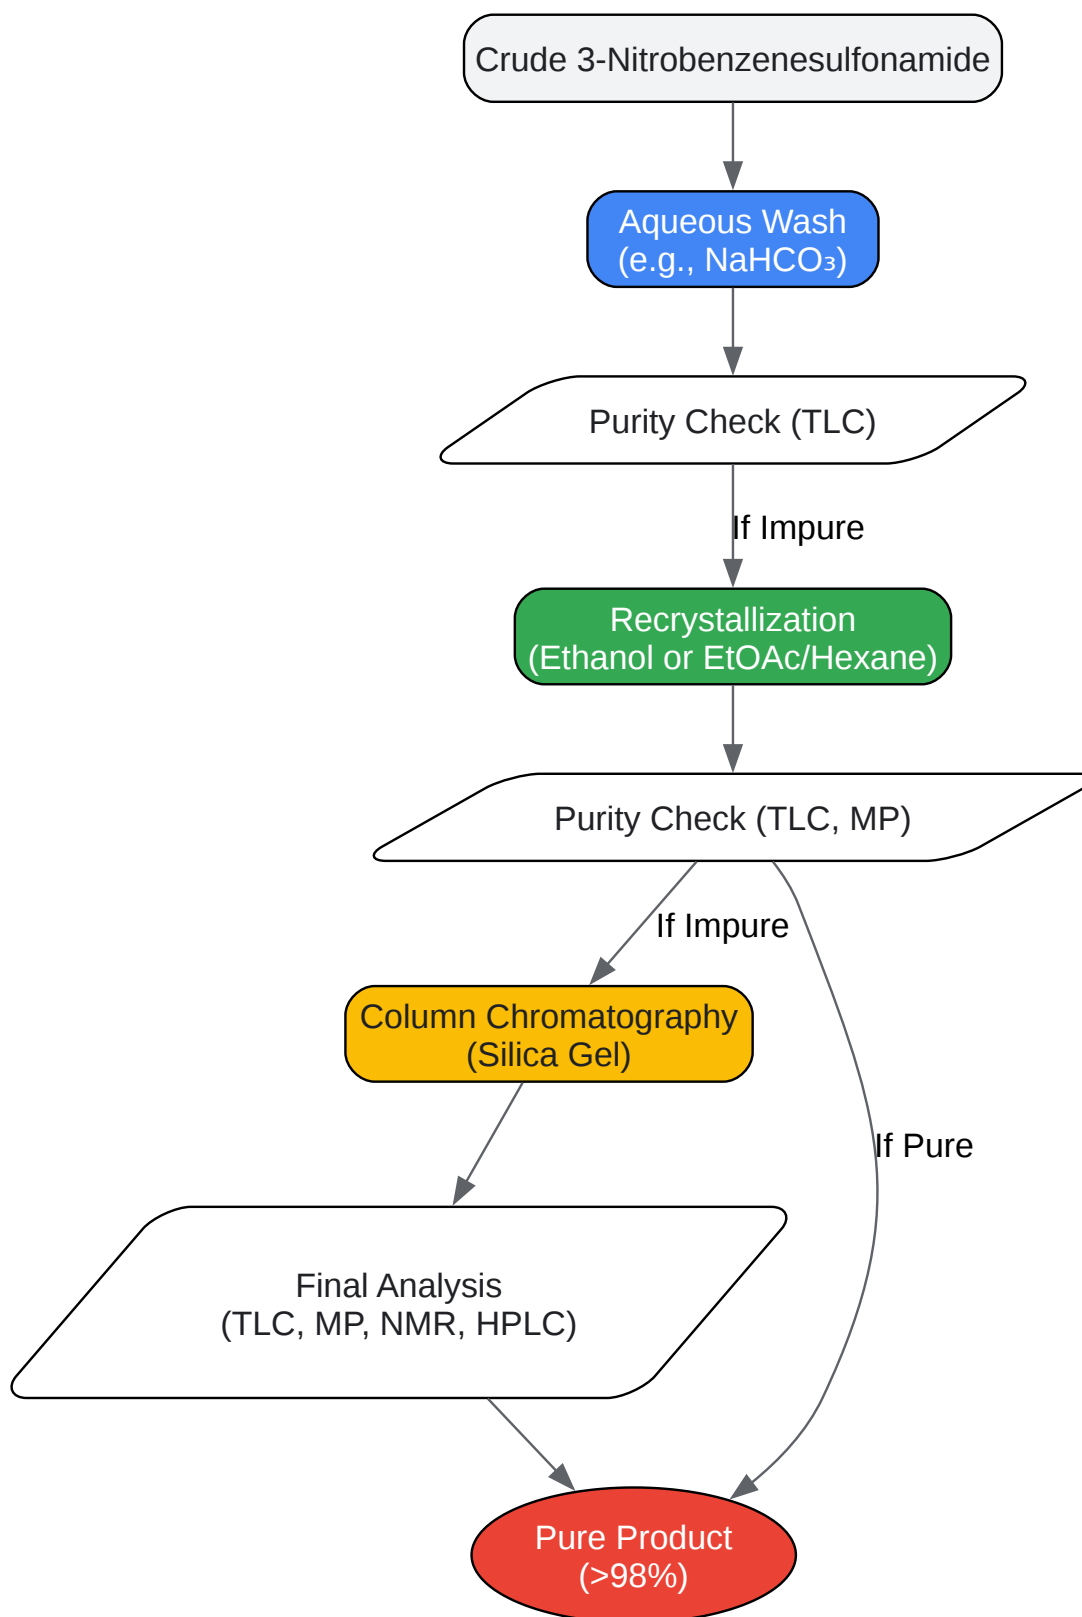 Crude 3-Nitrobenzenesulfonamide
Aqueous Wash
(e.g., NaHCO₃)
Purity Check (TLC)
If Impure
Recrystallization
(Ethanol or EtOAc/Hexane)
Purity Check (TLC, MP)
If Impure
Column Chromatography
(Silica Gel)
If Pure
Final Analysis
(TLC, MP, NMR, HPLC)
Pure Product
(>98%)